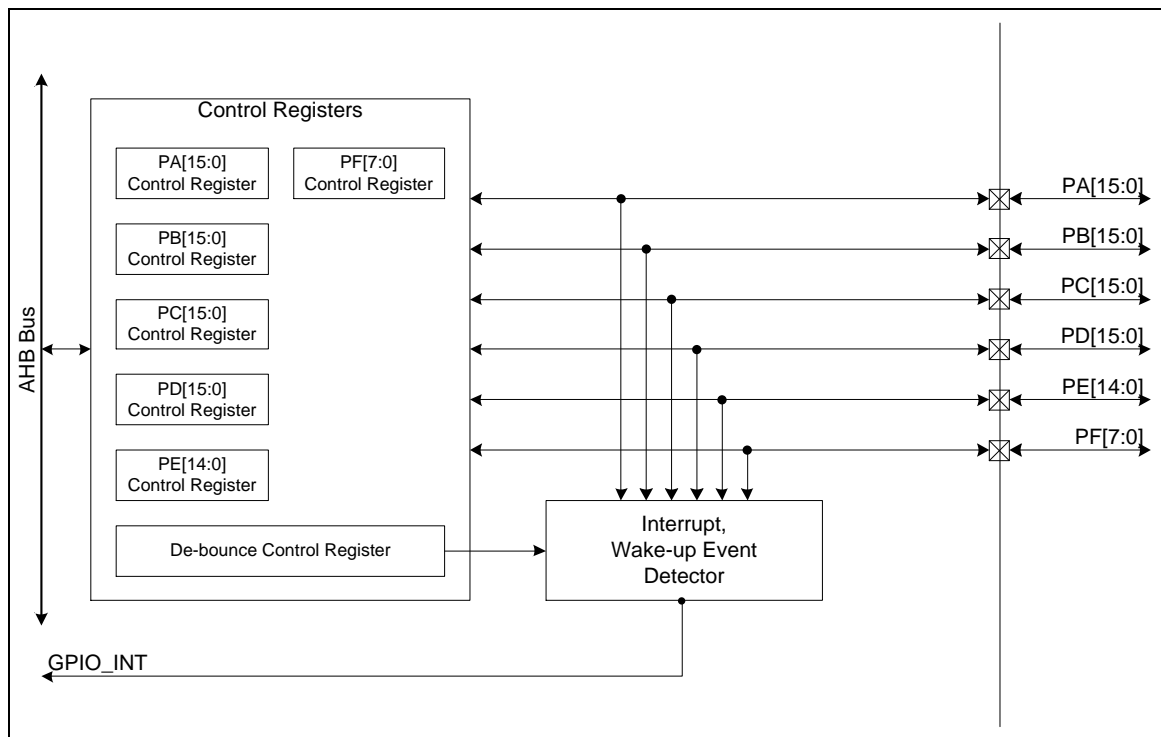 Control Registers
PA[15:0]
Control Register
PF[7:0]
Control Register
PB[15:0]
Control Register
PC[15:0]
Control Register
PD[15:0]
Control Register
PE[14:0]
Control Register
De-bounce Control Register
AHB Bus
Interrupt,
Wake-up Event
Detector
GPIO_INT
PA[15:0]
PB[15:0]
PC[15:0]
PD[15:0]
PE[14:0]
PF[7:0]